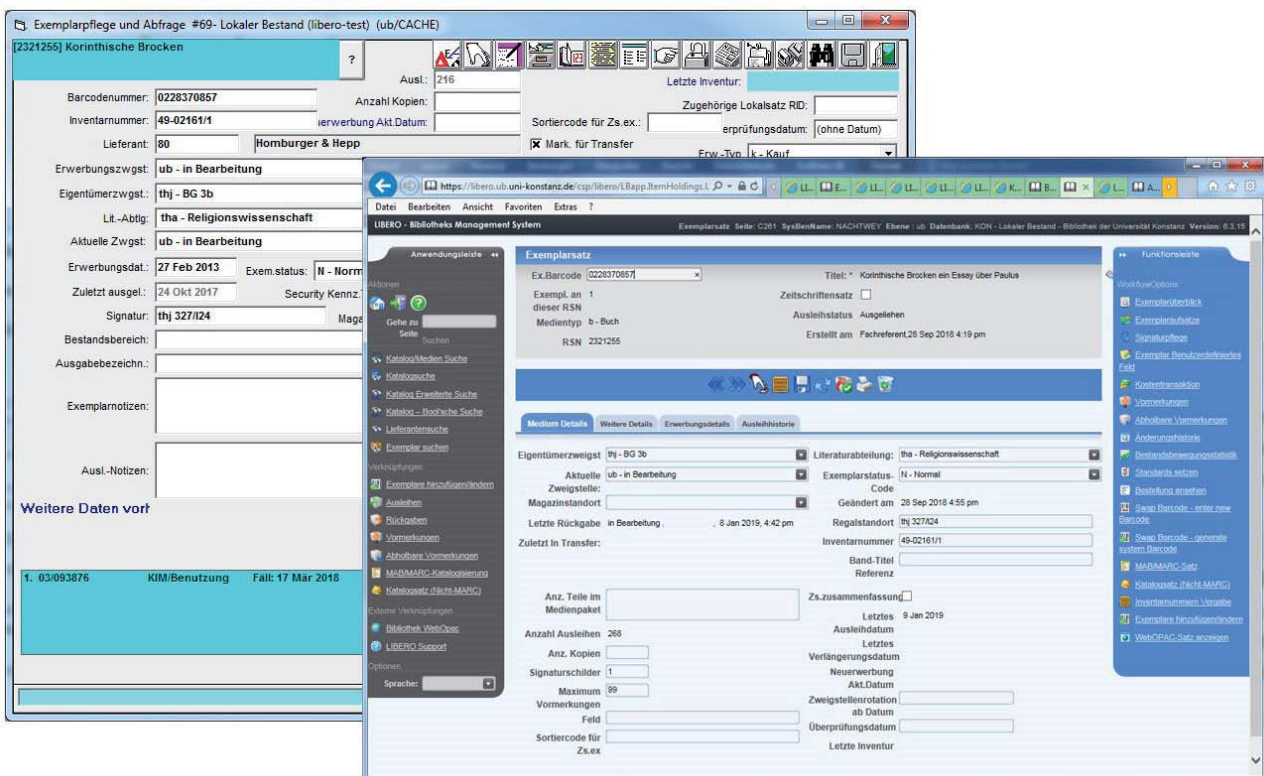 Exemplarpflege und Abfrage #69- Lokaler Bestand (libero-test) (ub/CACHE)
[2321255] Korinthische Brocken
?
Ausl.: 216
Letzte Inventur:
Barcodenummer: 0228370857
Anzahl Kopien:
Zugehörige Lokalsatz RID:
Inventarnummer: 49-02161/1
erwerbung Akt.Datum:
Sortiercode für Zs.ex.:
erprüfungsdatum: (ohne Datum)
Lieferant: 80 Homburger & Hepp
Mark. für Transfer
Erw.-Typ k - Kauf
Erwerbungszwgst: ub - in Bearbeitung
Eigentümerzwgst.: thj - BG 3b
Lit.-Abtlg: tha - Religionswissenschaft
Aktuelle Zwgst: ub - in Bearbeitung
Erwerbungsdat.: 27 Feb 2013 Exem.status: N - Norm
Zuletzt ausgel.: 24 Okt 2017 Security Kennz.
Signatur: thj 327/I24 Maga
Bestandsbereich:
Ausgabebezeichn.:
Exemplarnotizen:
Ausl.-Notizen:
Weitere Daten vorh
1. 03/093876 KIM/Benutzung Fäll: 17 Mär 2018
https://libero.ub.uni-konstanz.de/csp/libero/LBapp.ItemHoldings.
Datei Bearbeiten Ansicht Favoriten Extras ?
LIBERO - Bibliotheks Management System
Exemplarsatz Seite: C201 SysBenName: NACHTWEY Ebene : ub Datenbank: KON - Lokaler Bestand - Bibliothek der Universität Konstanz Version: 6.3.15
Anwendungsleiste
Aktionen
Gehe zu Seite
Suchen
Katalog/Medien Suche
Katalogsuche
Katalog Erweiterte Suche
Katalog – Bool'sche Suche
Lieferantensuche
Exemplar suchen
Verknüpfungen
Exemplare hinzufügen/ändern
Ausleihen
Rückgaben
Vormerkungen
Abholbare Vormerkungen
MAB/MARC-Katalogisierung
Katalogsatz (Nicht-MARC)
Externe Verknüpfungen
Bibliothek WebOpac
LIBERO Support
Optionen
Sprache:
Exemplarsatz
Ex.Barcode 0228370857
Titel: * Korinthische Brocken ein Essay über Paulus
Exempl. an dieser RSN 1
Zeitschriftensatz
Medientyp b - Buch
Ausleihstatus Ausgeliehen
RSN 2321255
Erstellt am Fachreferent,28 Sep 2018 4:19 pm
Medium Details Weitere Details Erwerbungsdetails Ausleihhistorie
Eigentümerzweigst thj - BG 3b
Literaturabteilung: tha - Religionswissenschaft
Aktuelle Zweigstelle: ub - in Bearbeitung
Exemplarstatus-Code N - Normal
Magazinstandort
Geändert am 28 Sep 2018 4:55 pm
Letzte Rückgabe in Bearbeitung , , 8 Jan 2019, 4:42 pm
Regalstandort thj 327/i24
Zuletzt In Transfer:
Inventarnummer 49-02161/1
Band-Titel Referenz
Anz. Teile im Medienpaket
Zs.zusammenfassung
Letztes Ausleihdatum 9 Jan 2019
Anzahl Ausleihen 268
Letztes Verlängerungsdatum
Anz. Kopien
Neuerwerbung Akt.Datum
Signaturschilder 1
Maximum Vormerkungen 99
Zweigstellenrotation ab Datum
Feld
Überprüfungsdatum
Sortiercode für Zs.ex
Letzte Inventur
Funktionsleiste
WorkflowOptions
Exemplarüberblick
Exemplaraufsätze
Signaturpflege
Exemplar Benutzerdefiniertes Feld
Kostentransaktion
Vormerkungen
Abholbare Vormerkungen
Änderungshistorie
Bestandsbewegungsstatistik
Standards setzen
Bestellung ansehen
Swap Barcode - enter new Barcode
Swap Barcode - generate system Barcode
MAB/MARC-Satz
Katalogsatz (Nicht-MARC)
Inventarnummern Vergabe
Exemplare hinzufügen/ändern
WebOPAC-Satz anzeigen